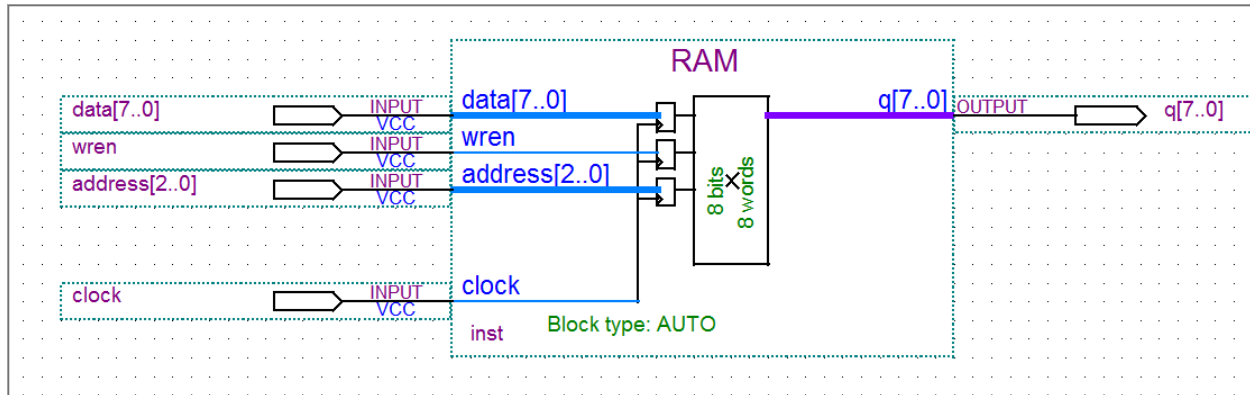 RAM
data[7..0] INPUT VCC data[7..0] q[7..0] OUTPUT q[7..0]
wren INPUT VCC wren
address[2..0] INPUT VCC address[2..0]
8 bits
×
8 words
clock INPUT VCC clock
inst Block type: AUTO